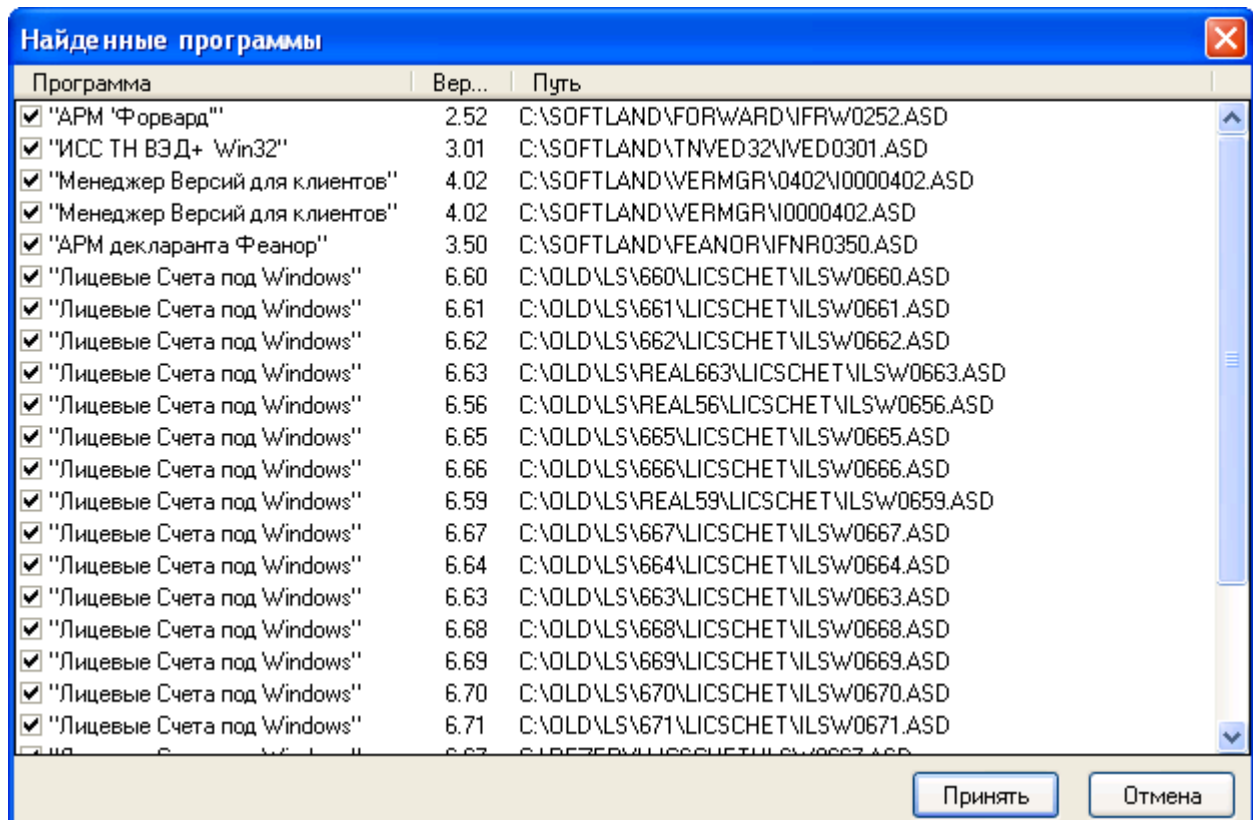 Найденные программы
Программа Вер... Путь
"АРМ 'Форвард'" 2.52 C:\SOFTLAND\FORWARD\IFRW0252.ASD
"ИСС ТН ВЭД+ Win32" 3.01 C:\SOFTLAND\TNVED32\IVED0301.ASD
"Менеджер Версий для клиентов" 4.02 C:\SOFTLAND\VERMGR\0402\I0000402.ASD
"Менеджер Версий для клиентов" 4.02 C:\SOFTLAND\VERMGR\I0000402.ASD
"АРМ декларанта Феанор" 3.50 C:\SOFTLAND\FEANOR\IFNR0350.ASD
"Лицевые Счета под Windows" 6.60 C:\OLD\LS\660\LICSCHET\ILSW0660.ASD
"Лицевые Счета под Windows" 6.61 C:\OLD\LS\661\LICSCHET\ILSW0661.ASD
"Лицевые Счета под Windows" 6.62 C:\OLD\LS\662\LICSCHET\ILSW0662.ASD
"Лицевые Счета под Windows" 6.63 C:\OLD\LS\REAL663\LICSCHET\ILSW0663.ASD
"Лицевые Счета под Windows" 6.56 C:\OLD\LS\REAL56\LICSCHET\ILSW0656.ASD
"Лицевые Счета под Windows" 6.65 C:\OLD\LS\665\LICSCHET\ILSW0665.ASD
"Лицевые Счета под Windows" 6.66 C:\OLD\LS\666\LICSCHET\ILSW0666.ASD
"Лицевые Счета под Windows" 6.59 C:\OLD\LS\REAL59\LICSCHET\ILSW0659.ASD
"Лицевые Счета под Windows" 6.67 C:\OLD\LS\667\LICSCHET\ILSW0667.ASD
"Лицевые Счета под Windows" 6.64 C:\OLD\LS\664\LICSCHET\ILSW0664.ASD
"Лицевые Счета под Windows" 6.63 C:\OLD\LS\663\LICSCHET\ILSW0663.ASD
"Лицевые Счета под Windows" 6.68 C:\OLD\LS\668\LICSCHET\ILSW0668.ASD
"Лицевые Счета под Windows" 6.69 C:\OLD\LS\669\LICSCHET\ILSW0669.ASD
"Лицевые Счета под Windows" 6.70 C:\OLD\LS\670\LICSCHET\ILSW0670.ASD
"Лицевые Счета под Windows" 6.71 C:\OLD\LS\671\LICSCHET\ILSW0671.ASD
Принять Отмена